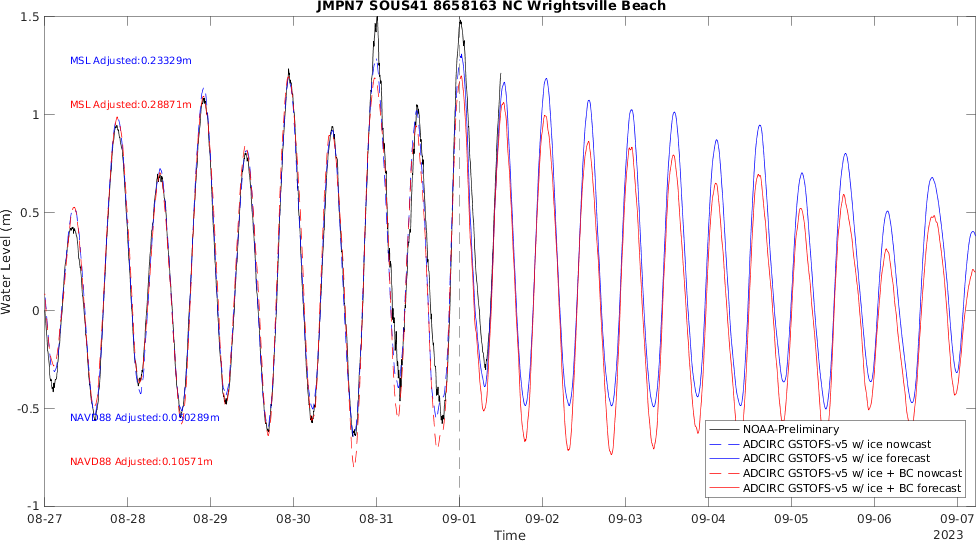 JMPN7 SOUS41 8658163 NC Wrightsville Beach
1.5
1
0.5
0
-0.5
-1
Water Level (m)
MSL Adjusted:0.23329m
MSL Adjusted:0.28871m
NAVD88 Adjusted:0.050289m
NAVD88 Adjusted:0.10571m
NOAA-Preliminary
ADCIRC GSTOFS-v5 w/ ice nowcast
ADCIRC GSTOFS-v5 w/ ice forecast
ADCIRC GSTOFS-v5 w/ ice + BC nowcast
ADCIRC GSTOFS-v5 w/ ice + BC forecast
08-27 08-28 08-29 08-30 08-31 09-01 09-02 09-03 09-04 09-05 09-06 09-07
Time
2023